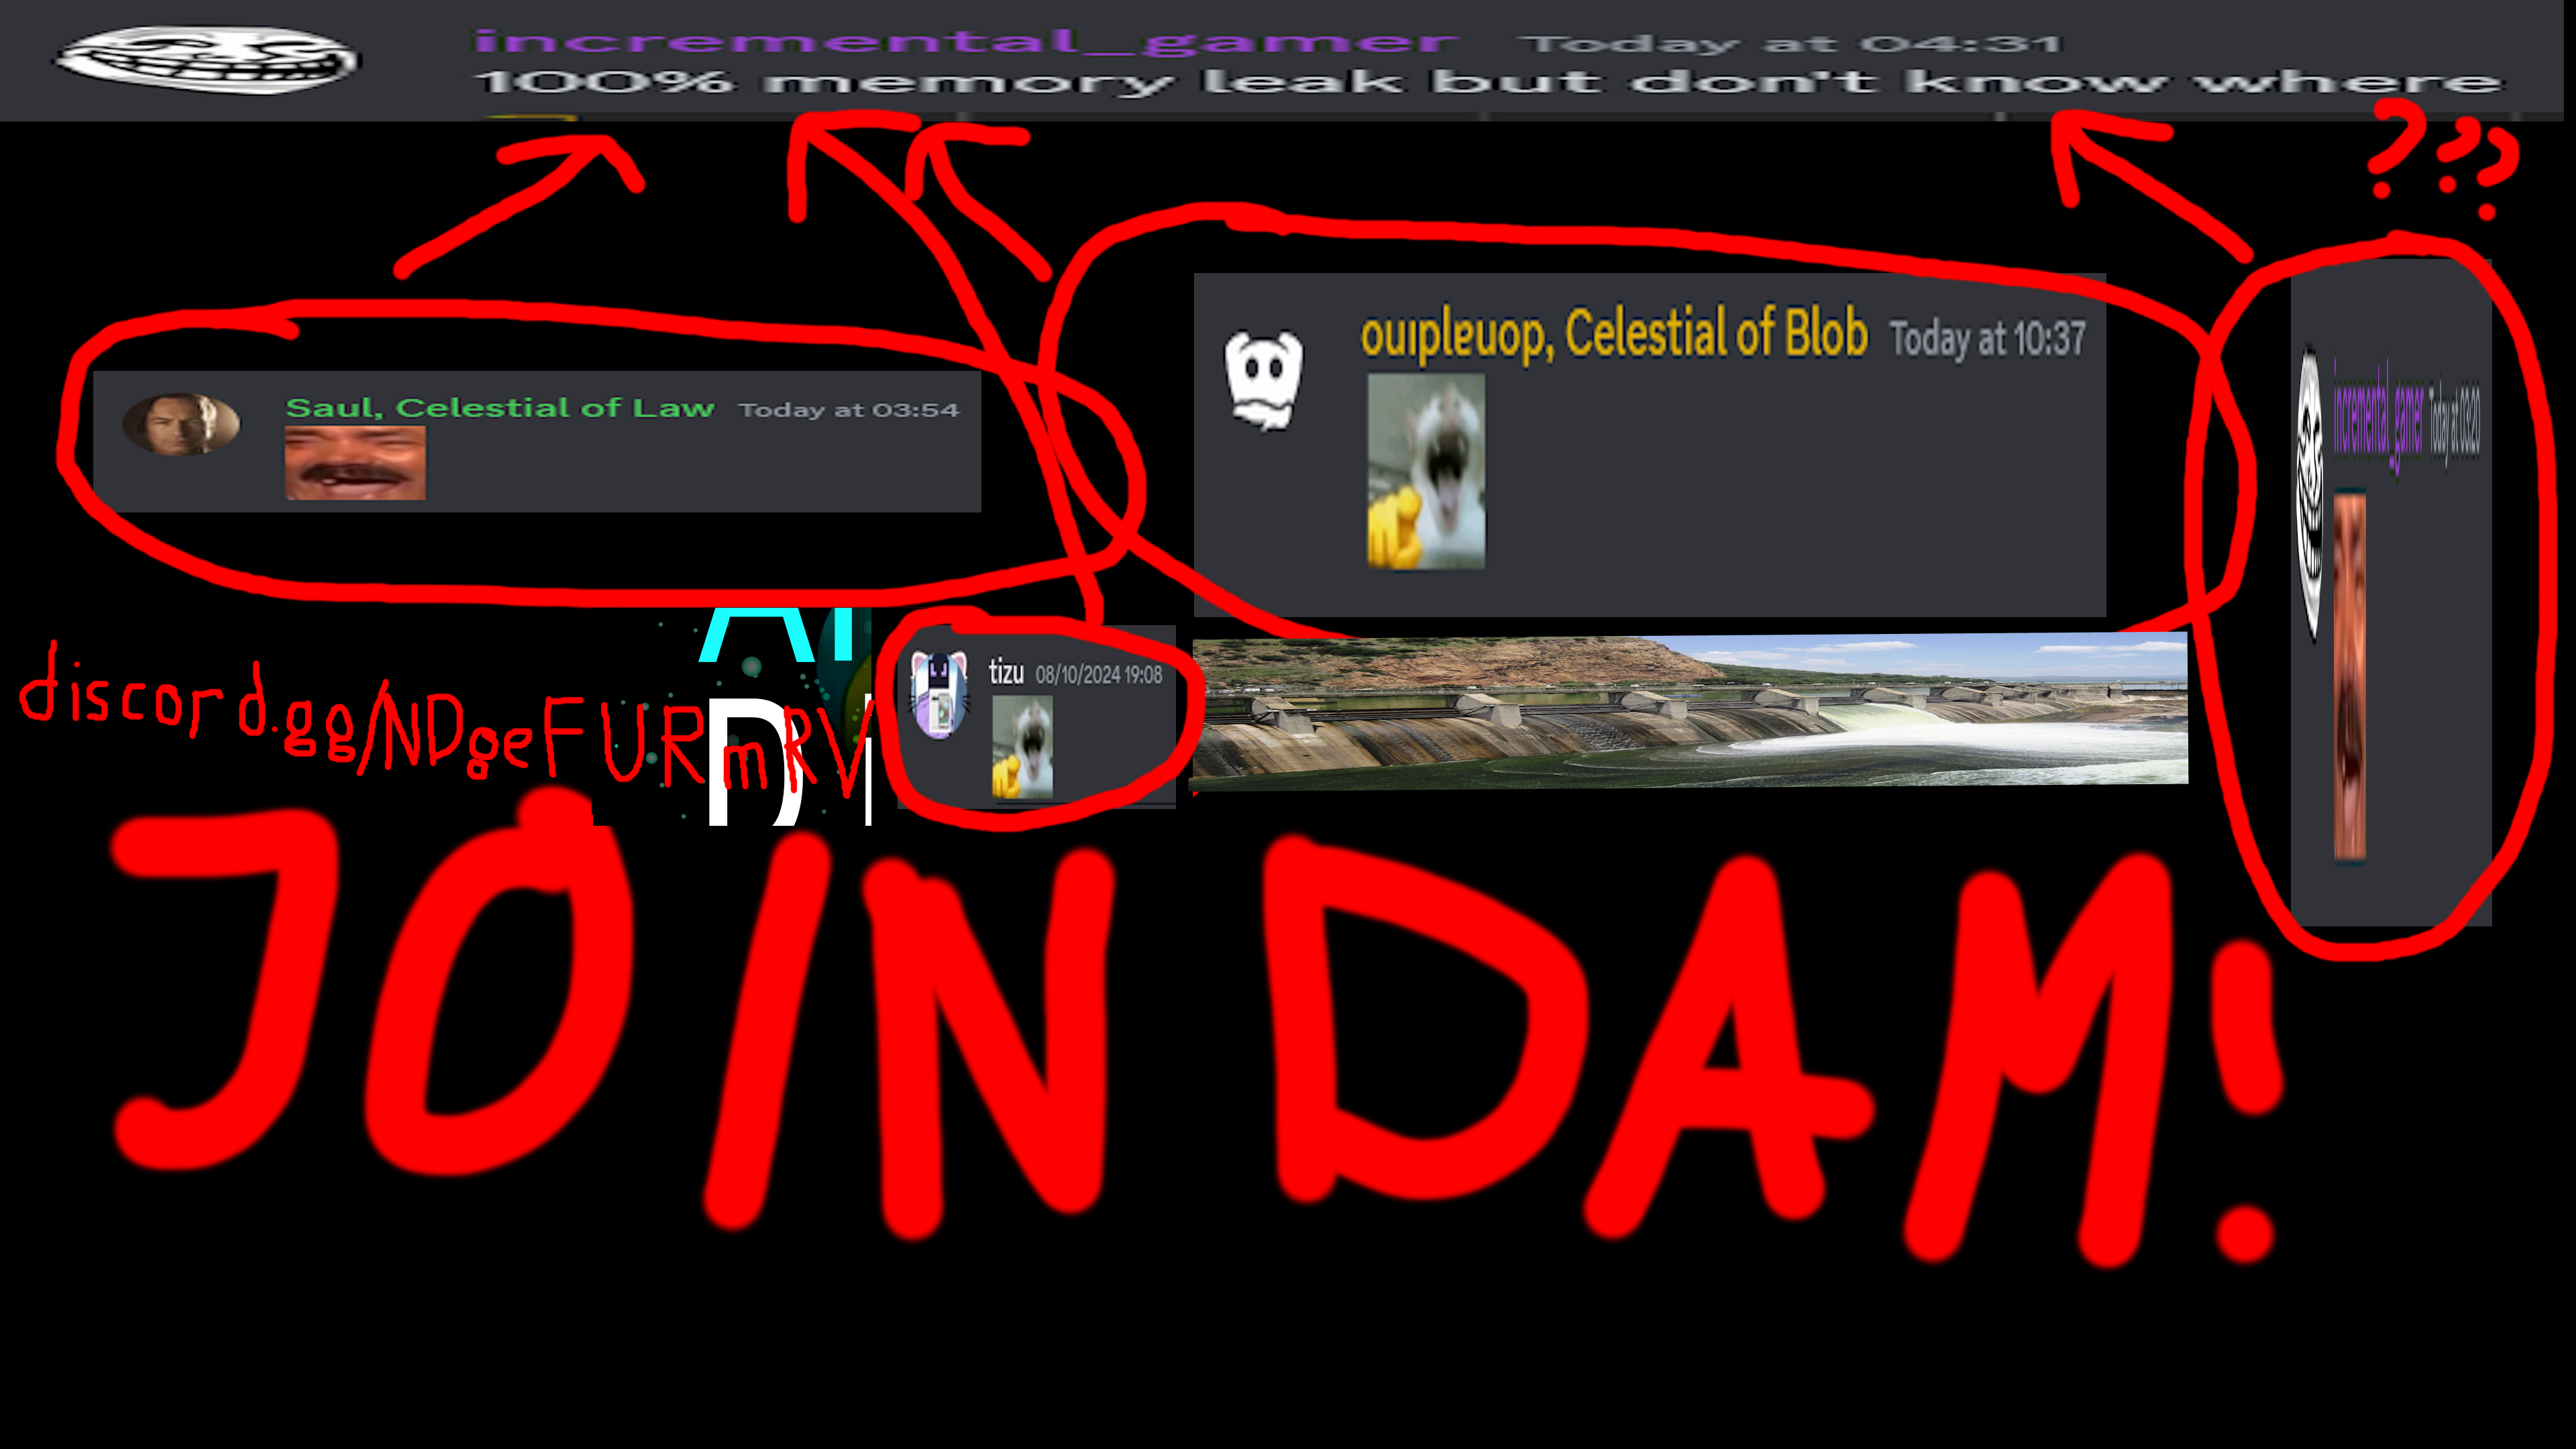 incremental_gamer Today at 04:31
100% memory leak but don't know where
???
ouıplɐuop, Celestial of Blob Today at 10:37
Saul, Celestial of Law Today at 03:54
incremental_gamer Today at 03:20
tizu 08/10/2024 19:08
discord.gg/NDgeFURmRV
JOIN DAM!